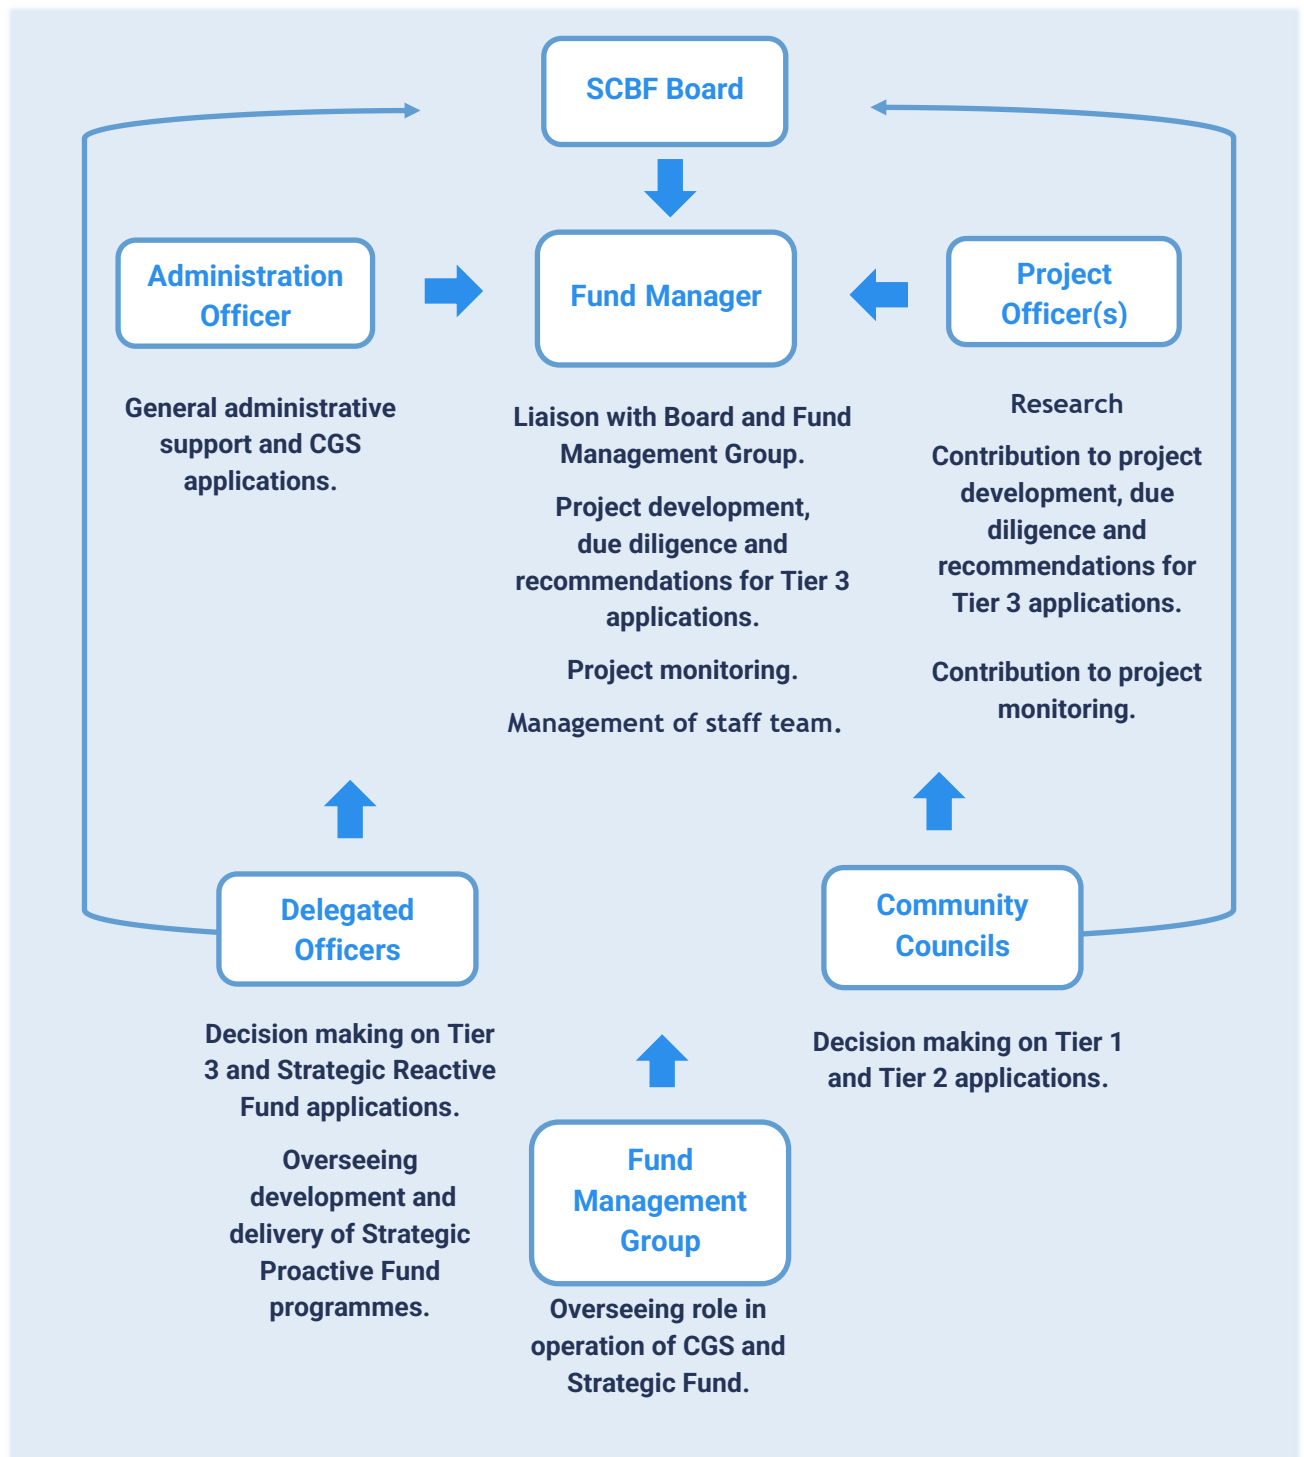 SCBF Board
Administration
Officer
General administrative
support and CGS
applications.
Fund Manager
Liaison with Board and Fund
Management Group.
Project development,
due diligence and
recommendations for Tier 3
applications.
Project monitoring.
Management of staff team.
Project
Officer(s)
Research
Contribution to project
development, due
diligence and
recommendations for
Tier 3 applications.
Contribution to project
monitoring.
Delegated
Officers
Decision making on Tier
3 and Strategic Reactive
Fund applications.
Overseeing
development and
delivery of Strategic
Proactive Fund
programmes.
Fund
Management
Group
Overseeing role in
operation of CGS and
Strategic Fund.
Community
Councils
Decision making on Tier 1
and Tier 2 applications.